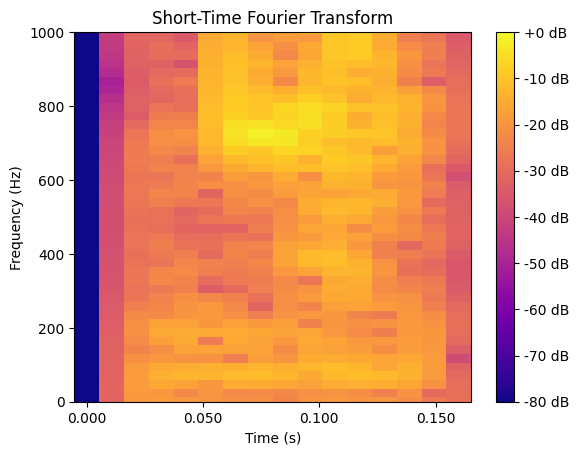 Short-Time Fourier Transform
Frequency (Hz)
1000
800
600
400
200
0
0.000
0.050
0.100
0.150
Time (s)
+0 dB
-10 dB
-20 dB
-30 dB
-40 dB
-50 dB
-60 dB
-70 dB
-80 dB